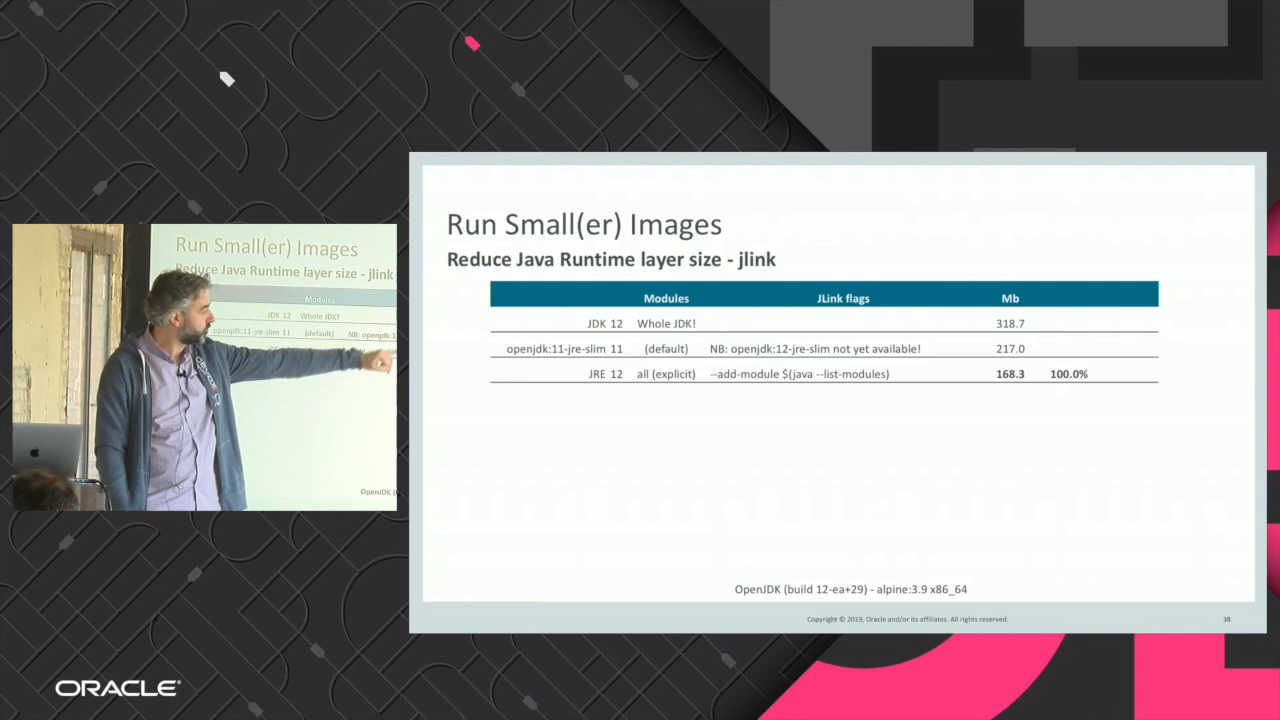 Run Small(er) Images
Reduce Java Runtime layer size - jlink
Modules JLink flags Mb
JDK 12 Whole JDK! 318.7
openjdk:11-jre-slim 11 (default) NB: openjdk:12-jre-slim not yet available! 217.0
JRE 12 all (explicit) --add-module $(java --list-modules) 168.3 100.0%
OpenJDK (build 12-ea+29) - alpine:3.9 x86_64
Copyright © 2019, Oracle and/or its affiliates. All rights reserved. 38
Run Small(er) Images
Reduce Java Runtime layer size - jlink
Modules
JDK 12 Whole JDK!
openjdk:11-jre-slim 11 (default) NB: openjdk:1
OpenJDK (
ORACLE